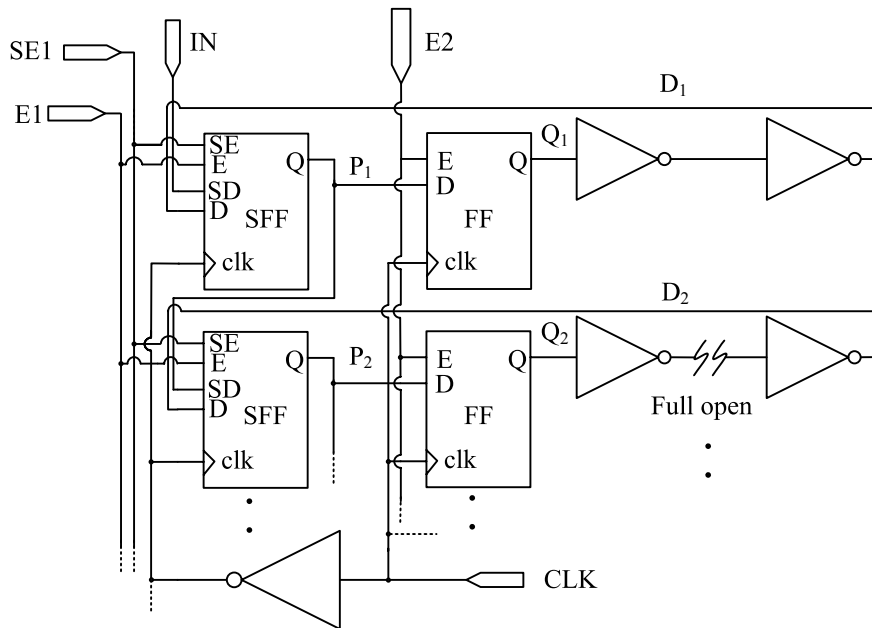 SE1
IN
E2
E1
D₁
SE
E
SD
D
Q
SFF
clk
P₁
E
D
Q
FF
clk
Q₁
D₂
SE
E
SD
D
Q
SFF
clk
P₂
E
D
Q
FF
clk
Q₂
Full open
CLK